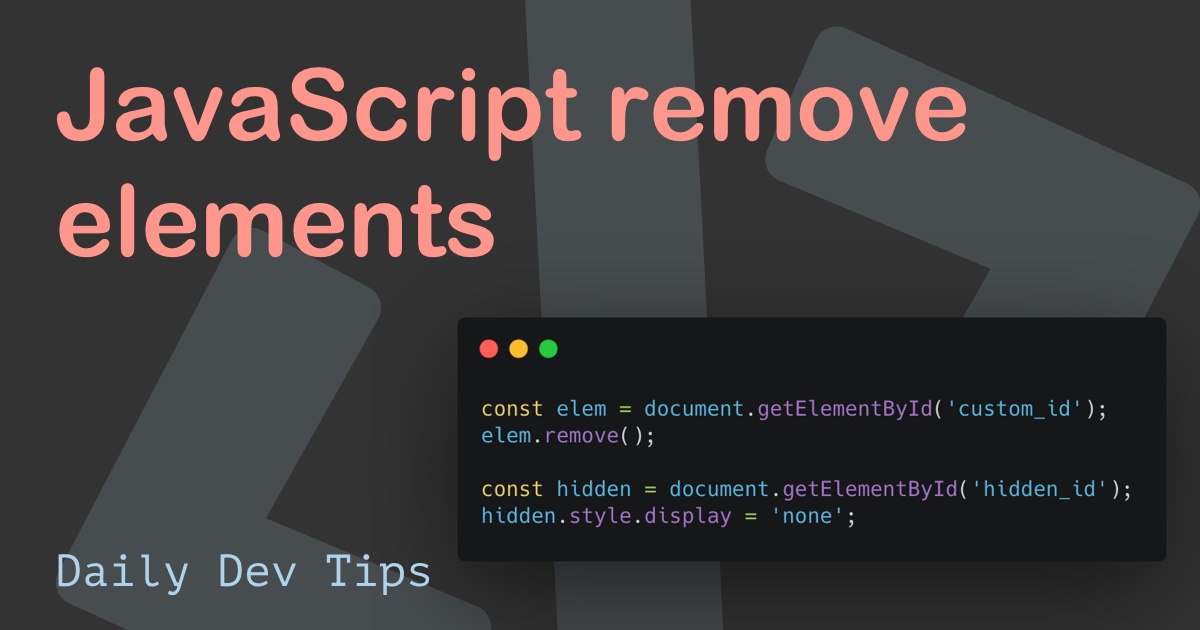 JavaScript remove
elements
const elem = document.getElementById('custom_id');
elem.remove();
const hidden = document.getElementById('hidden_id');
hidden.style.display = 'none';
Daily Dev Tips